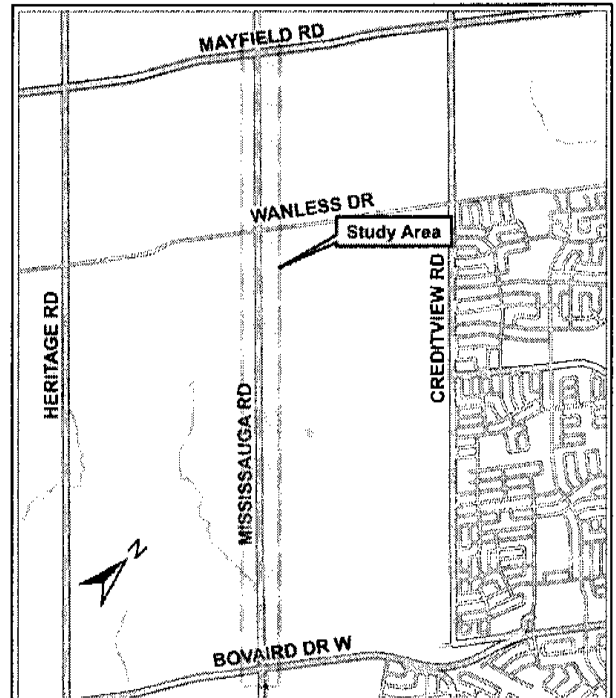 MAYFIELD RD
WANLESS DR
Study Area
HERITAGE RD
MISSISSAUGA RD
CREDITVIEW RD
N
BOVAIRD DR W